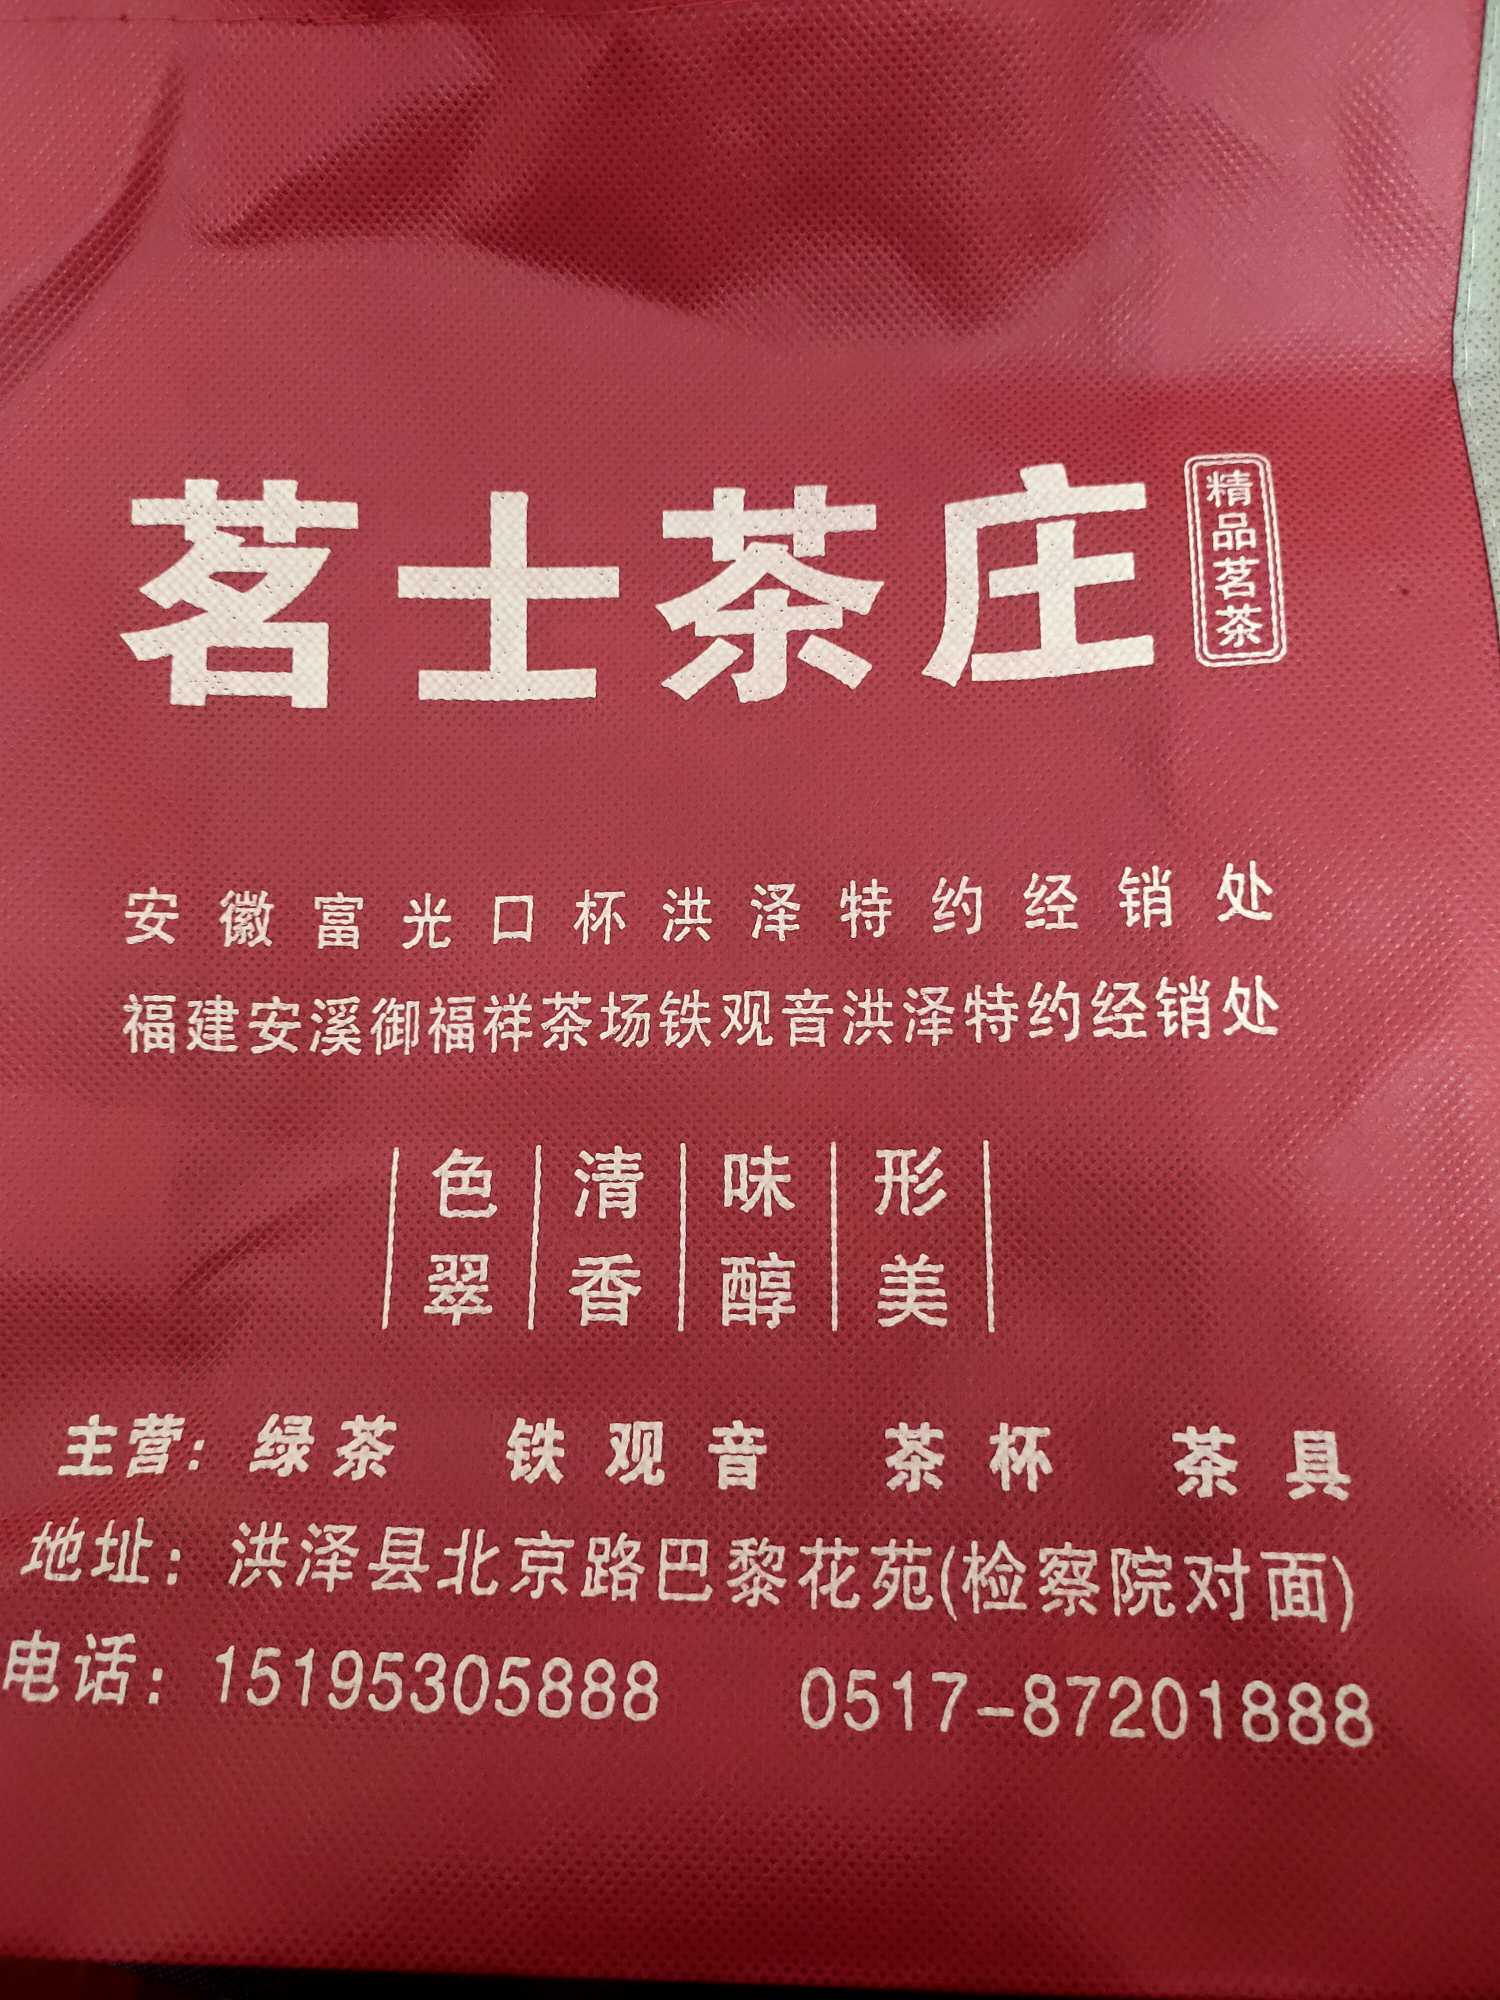 茗士茶庄
精品茗茶
安徽富光口杯洪泽特约经销处
福建安溪御福祥茶场铁观音洪泽特约经销处
色翠 清香 味醇 形美
主营：绿茶 铁观音 茶杯 茶具
地址：洪泽县北京路巴黎花苑(检察院对面)
电话：15195305888 0517-87201888